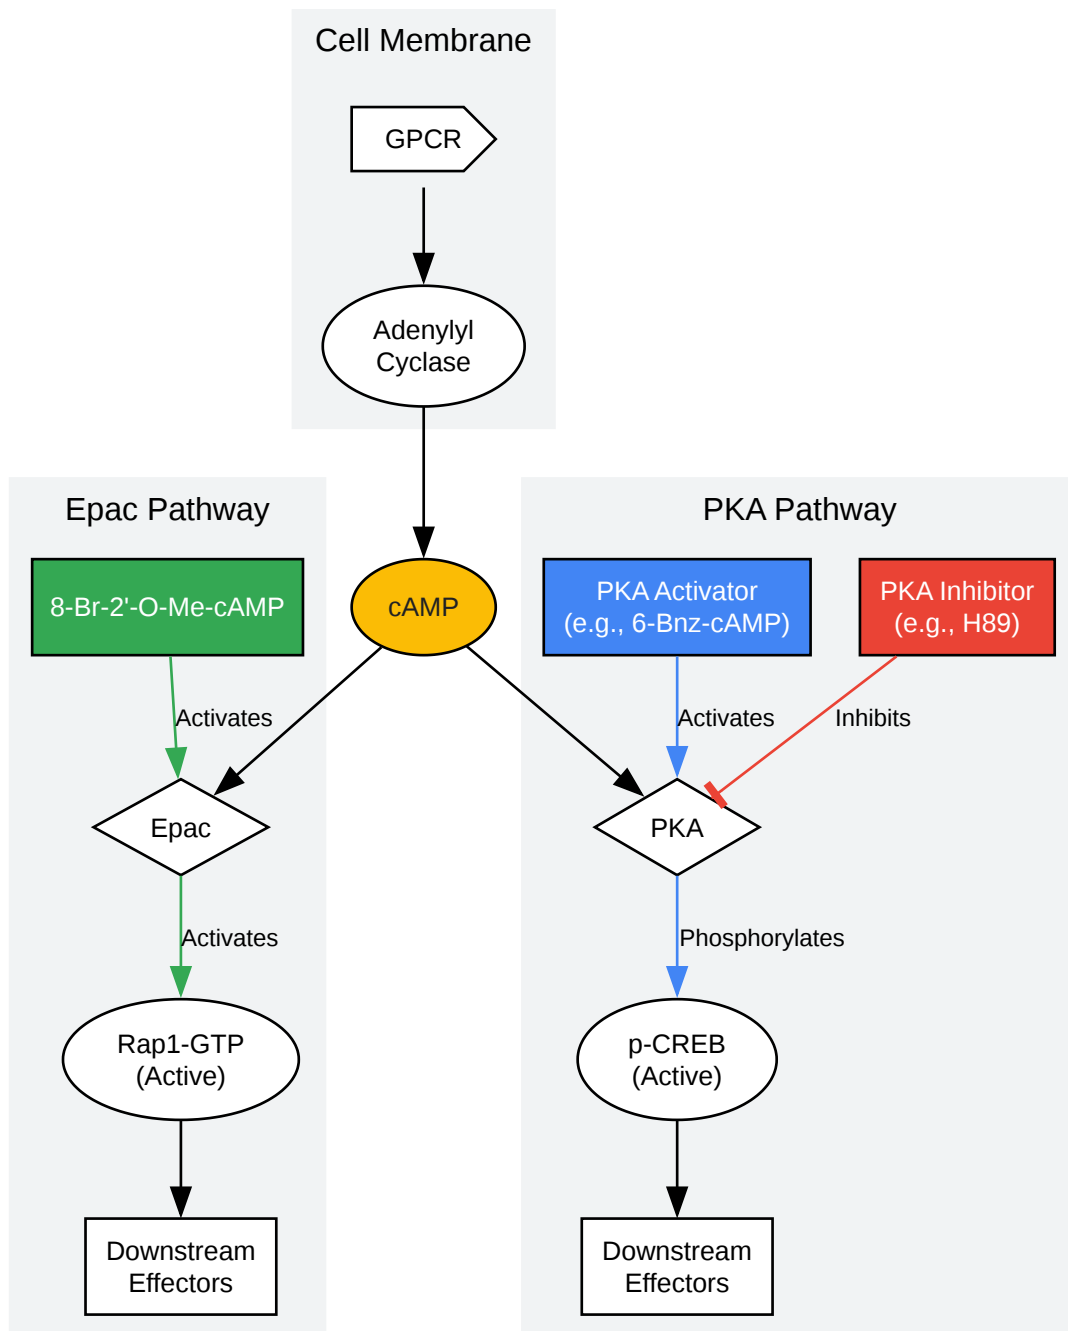 Cell Membrane
GPCR
Adenylyl
Cyclase
Epac Pathway
PKA Pathway
8-Br-2'-O-Me-cAMP
cAMP
PKA Activator
(e.g., 6-Bnz-cAMP)
PKA Inhibitor
(e.g., H89)
Activates
Activates
Inhibits
Epac
PKA
Activates
Phosphorylates
Rap1-GTP
(Active)
p-CREB
(Active)
Downstream
Effectors
Downstream
Effectors